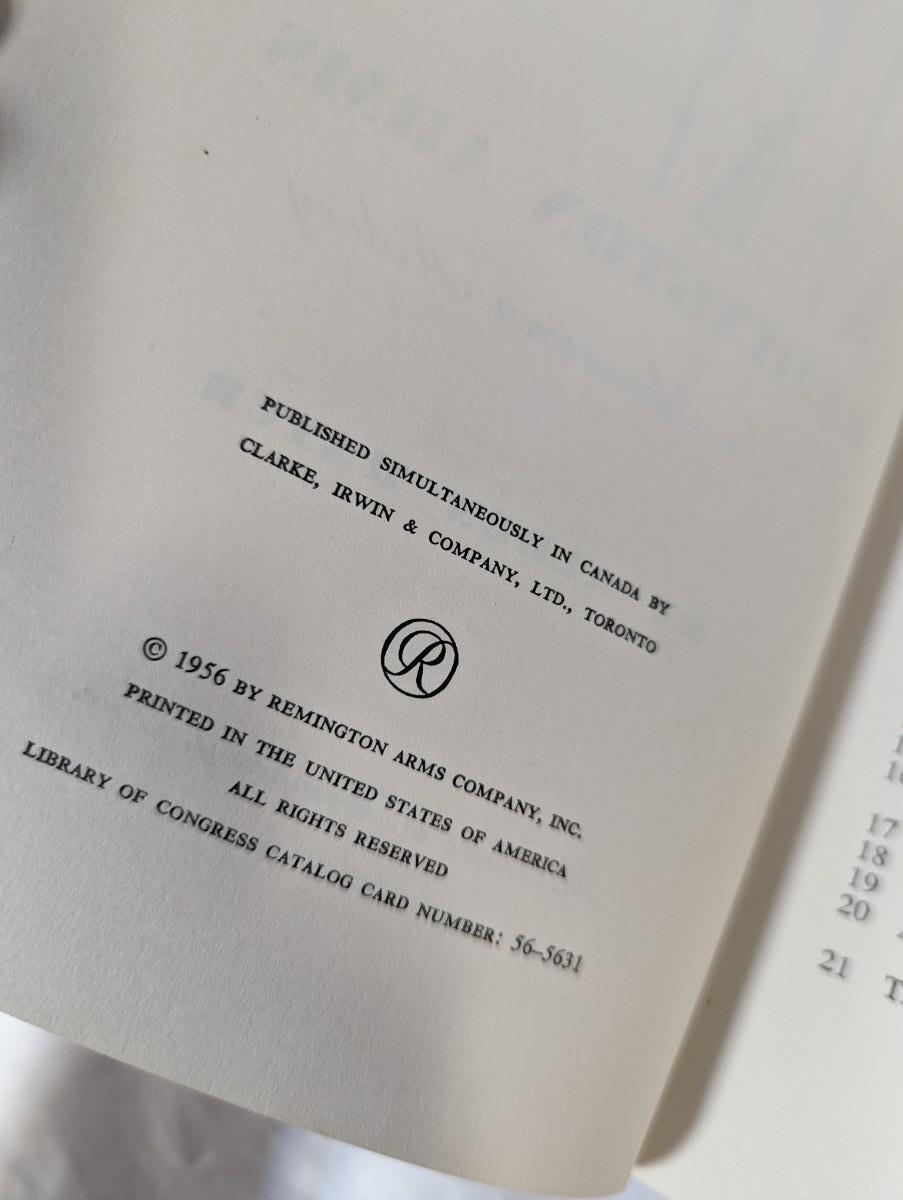 PUBLISHED SIMULTANEOUSLY IN CANADA BY
CLARKE, IRWIN & COMPANY, LTD., TORONTO
R
© 1956 BY REMINGTON ARMS COMPANY, INC.
PRINTED IN THE UNITED STATES OF AMERICA
ALL RIGHTS RESERVED
LIBRARY OF CONGRESS CATALOG CARD NUMBER: 56–5631
17
18
19
20
21